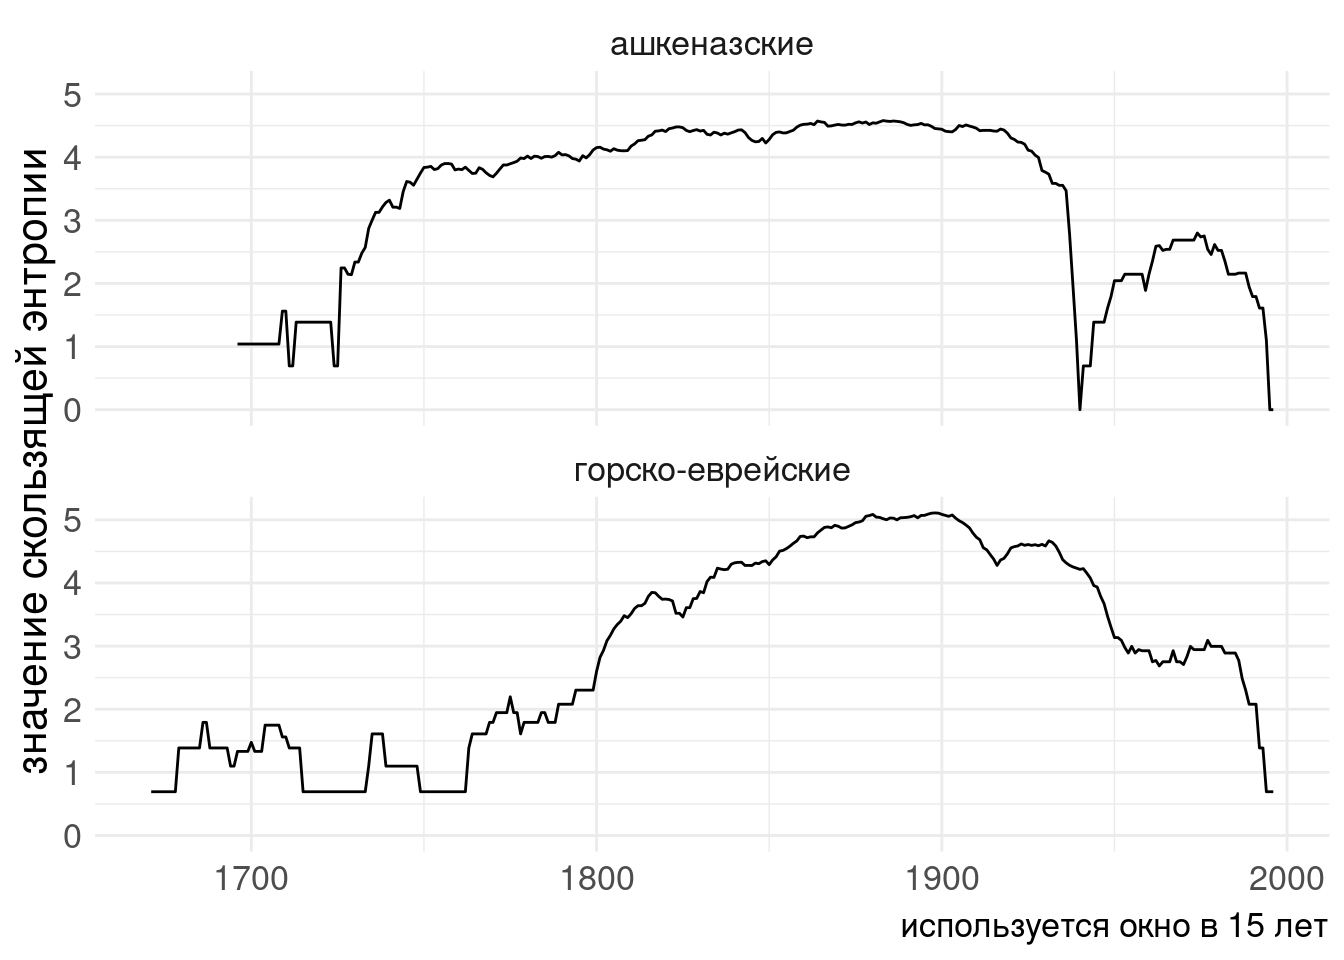 ашкеназские
5
4
3
2
1
0
горско-еврейские
5
4
3
2
1
0
значение скользящей энтропии
1700 1800 1900 2000
используется окно в 15 лет